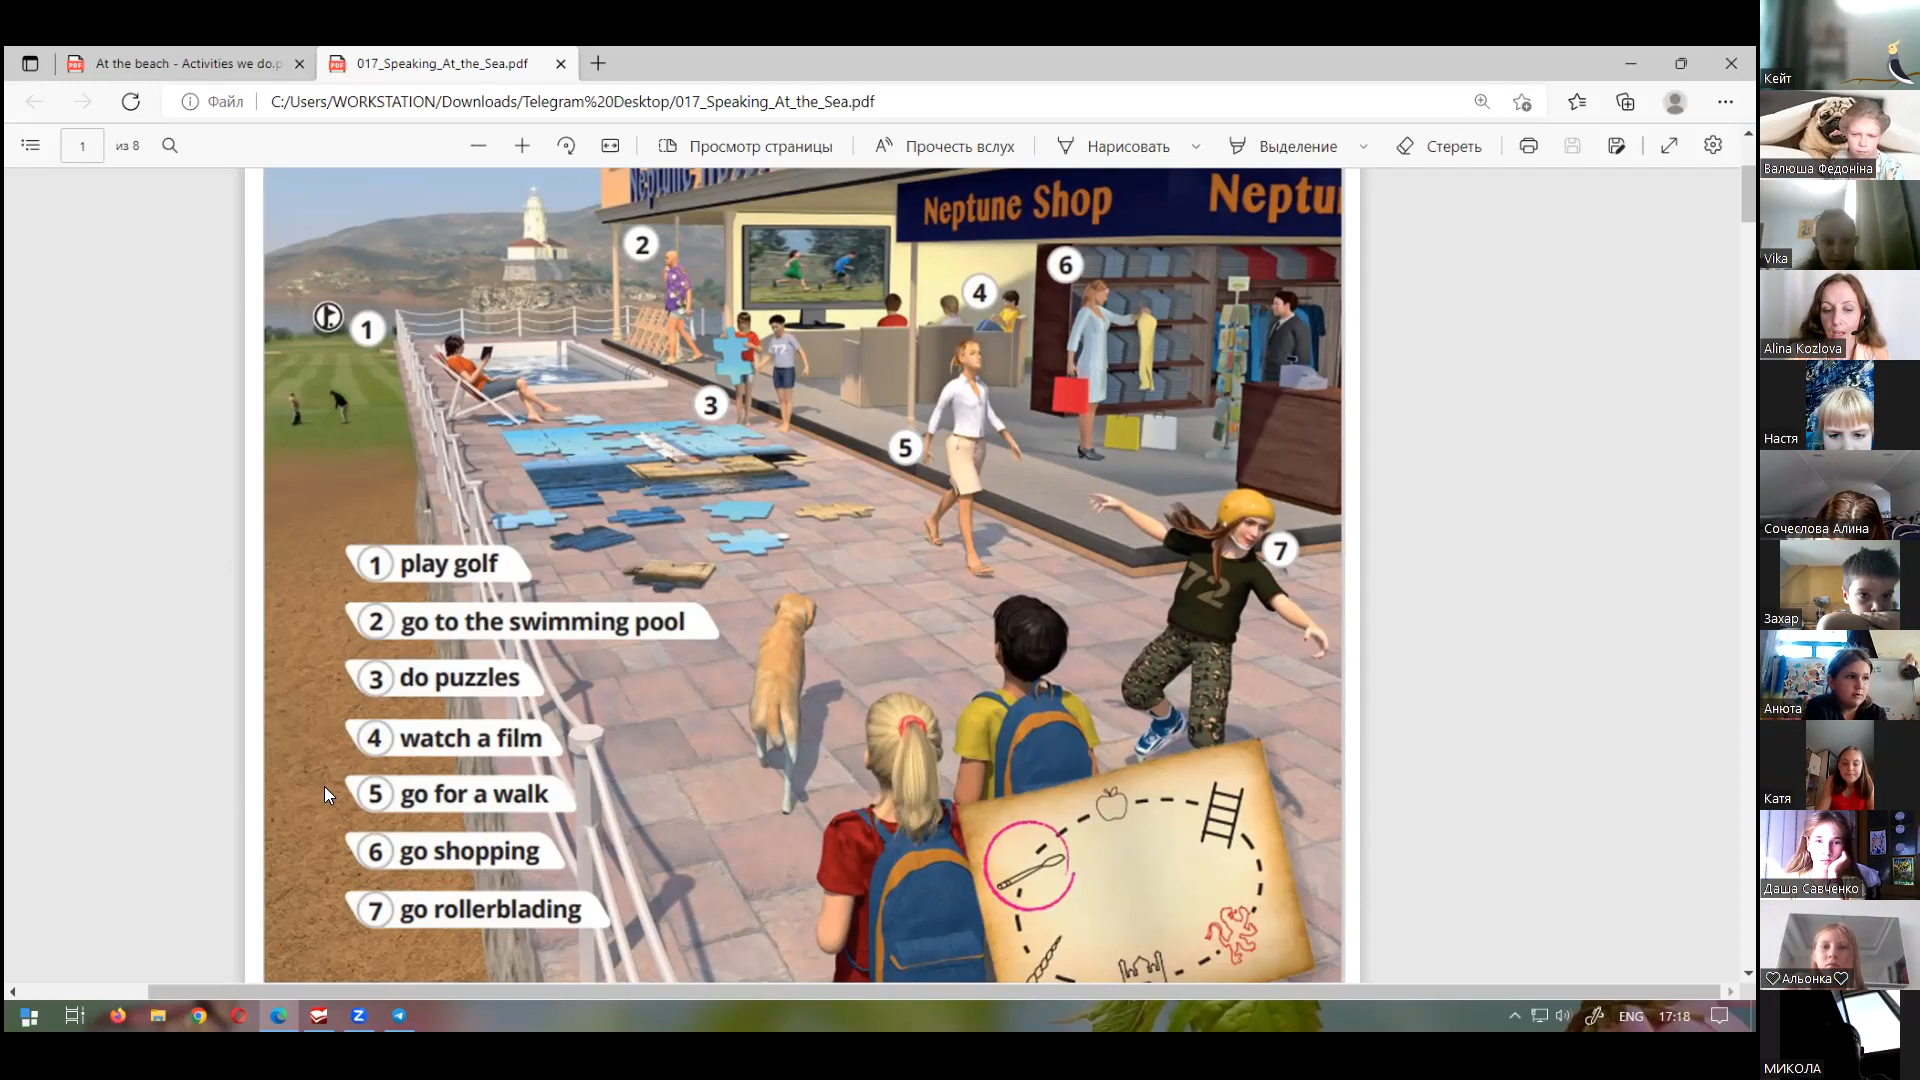 At the beach - Activities we do.p
017_Speaking_At_the_Sea.pdf
Файл
C:/Users/WORKSTATION/Downloads/Telegram%20Desktop/017_Speaking_At_the_Sea.pdf
1
из 8
Просмотр страницы
Прочесть вслух
Нарисовать
Выделение
Стереть
Neptune
Neptune Shop
Neptu
1
2
3
4
5
6
7
77
72
1 play golf
2 go to the swimming pool
3 do puzzles
4 watch a film
5 go for a walk
6 go shopping
7 go rollerblading
ENG
17:18
Кейт
Валюша Федоніна
Vika
Alina Kozlova
Настя
Сочеслова Алина
Захар
Анюта
Катя
Даша Савченко
♡Альонка♡
МИКОЛА